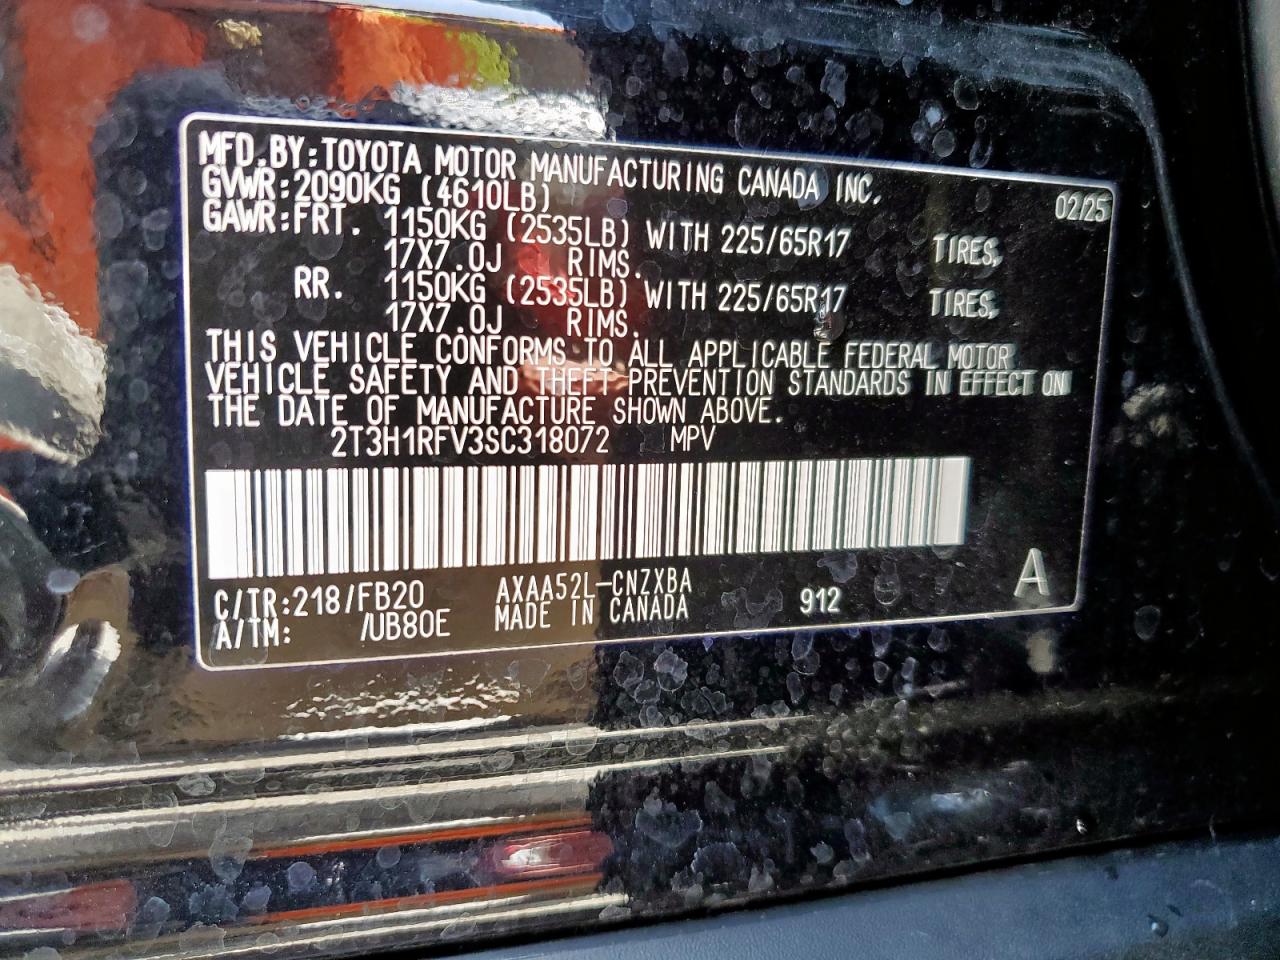 MFD.BY:TOYOTA MOTOR MANUFACTURING CANADA INC.
GVWR:2090KG (4610LB) 02/25
GAWR:FRT. 1150KG (2535LB) WITH 225/65R17 TIRES,
17X7.0J RIMS.
RR. 1150KG (2535LB) WITH 225/65R17 TIRES,
17X7.0J RIMS.
THIS VEHICLE CONFORMS TO ALL APPLICABLE FEDERAL MOTOR
VEHICLE SAFETY AND THEFT PREVENTION STANDARDS IN EFFECT ON
THE DATE OF MANUFACTURE SHOWN ABOVE.
2T3H1RFV3SC318072 MPV
C/TR:218/FB20 AXAA52L-CNZXBA 912 A
A/TM: /UB80E MADE IN CANADA